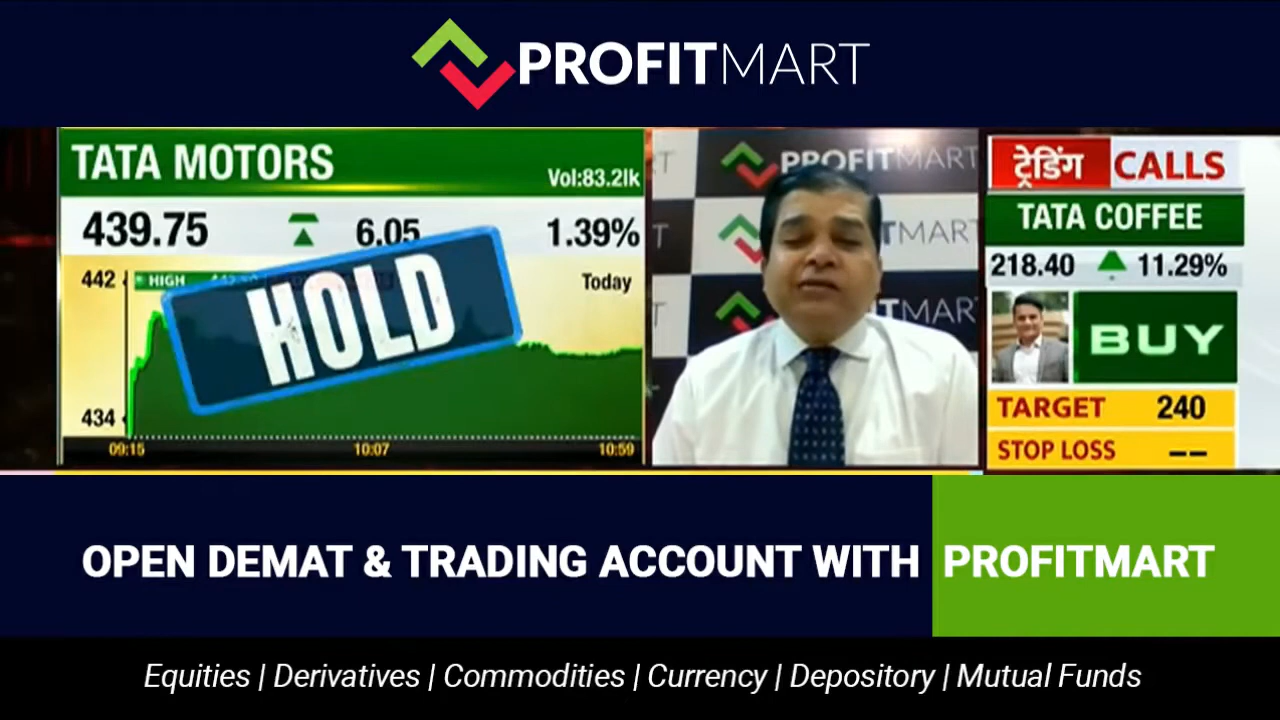 PROFITMART
TATA MOTORS
Vol:83.2lk
439.75 6.05 1.39%
442
HIGH
Today
HOLD
434
09:15 10:07 10:59
PROFITMART
MART
PROFITMART
ट्रेडिंग CALLS
TATA COFFEE
218.40 11.29%
BUY
TARGET 240
STOP LOSS --
OPEN DEMAT & TRADING ACCOUNT WITH PROFITMART
Equities | Derivatives | Commodities | Currency | Depository | Mutual Funds